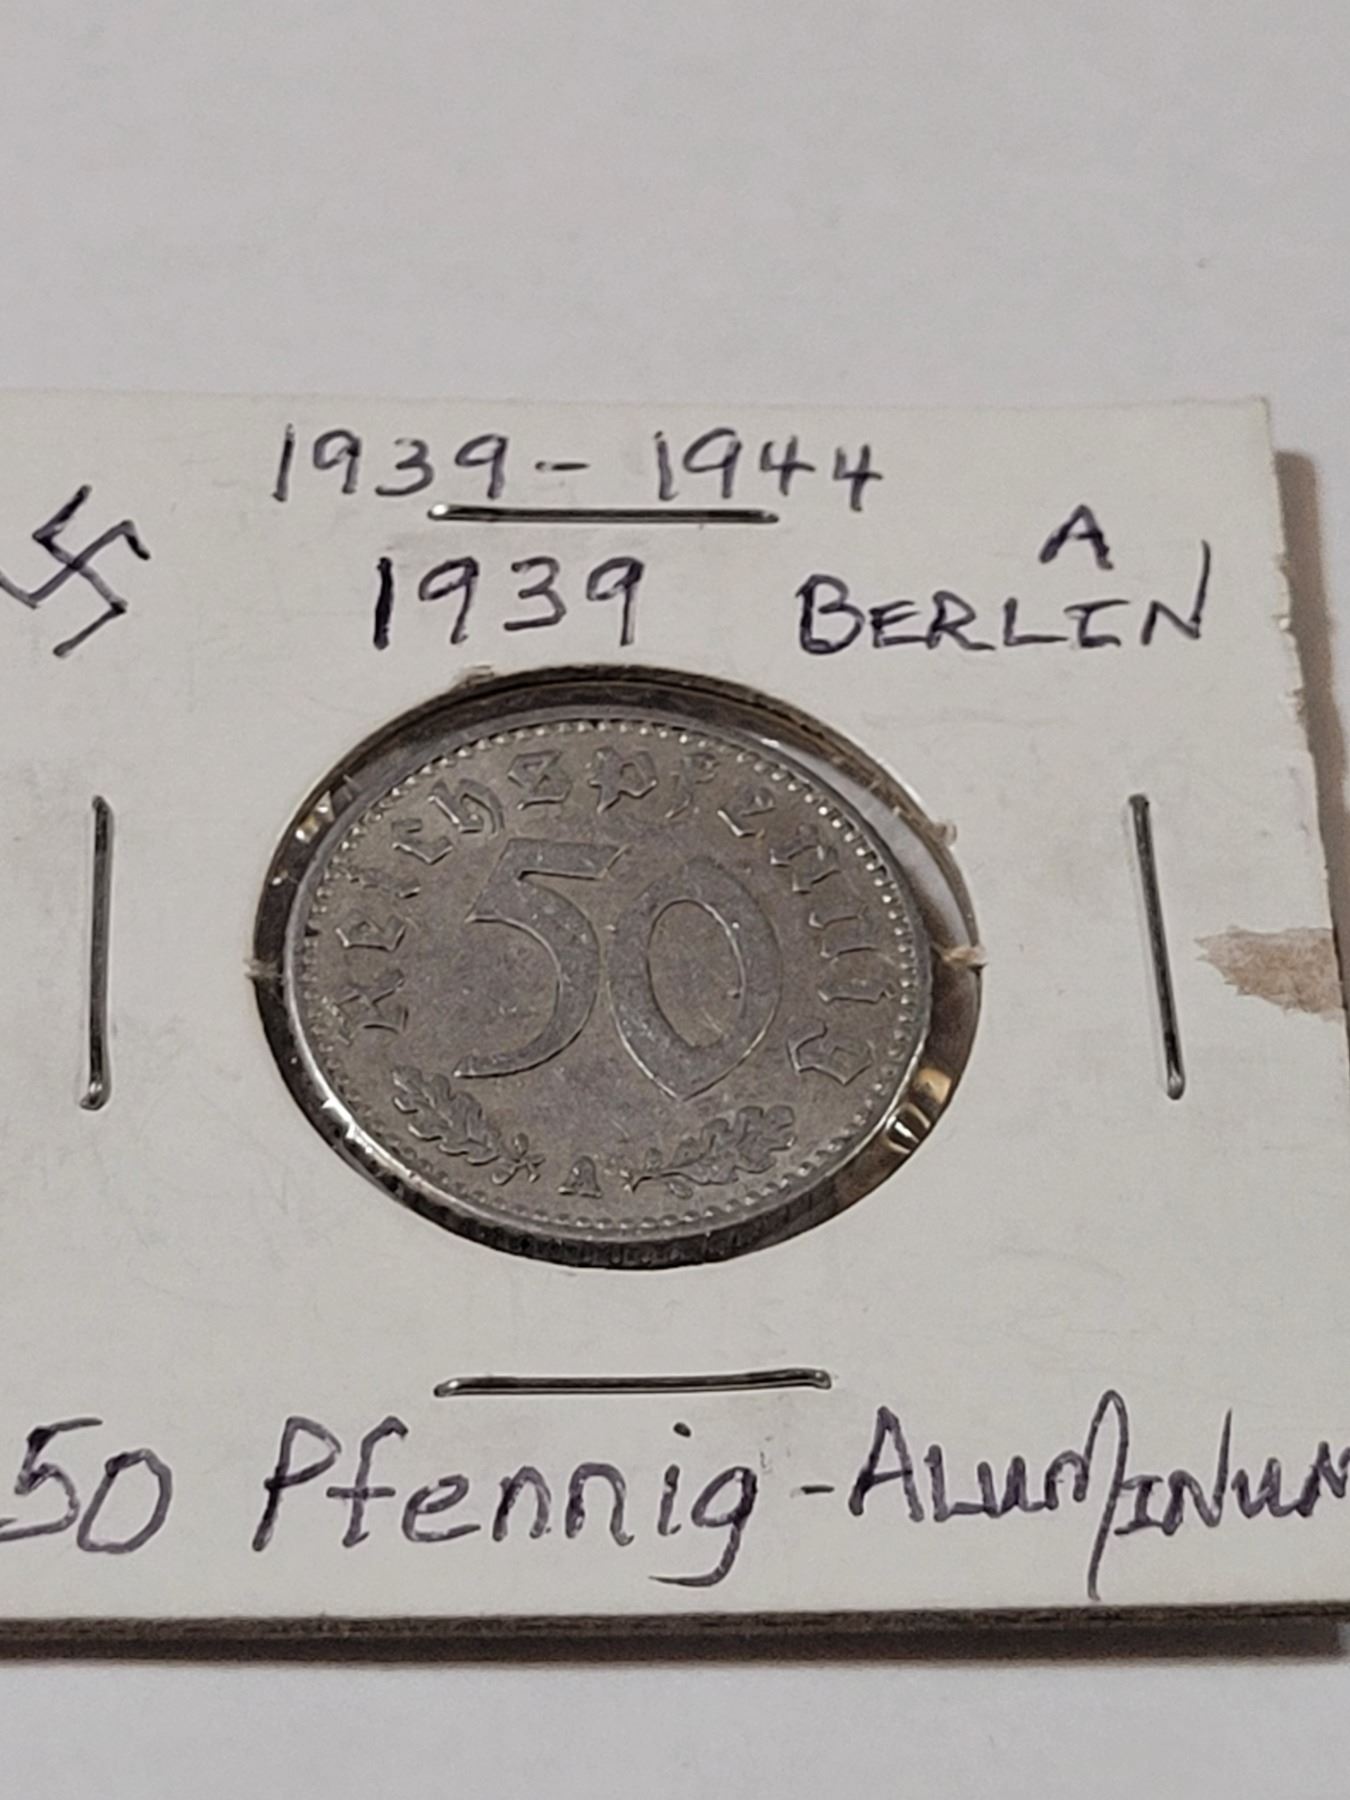 1939-1944
1939
A
BERLIN
Reichspfennig
50
A
50 Pfennig-ALUMINUM